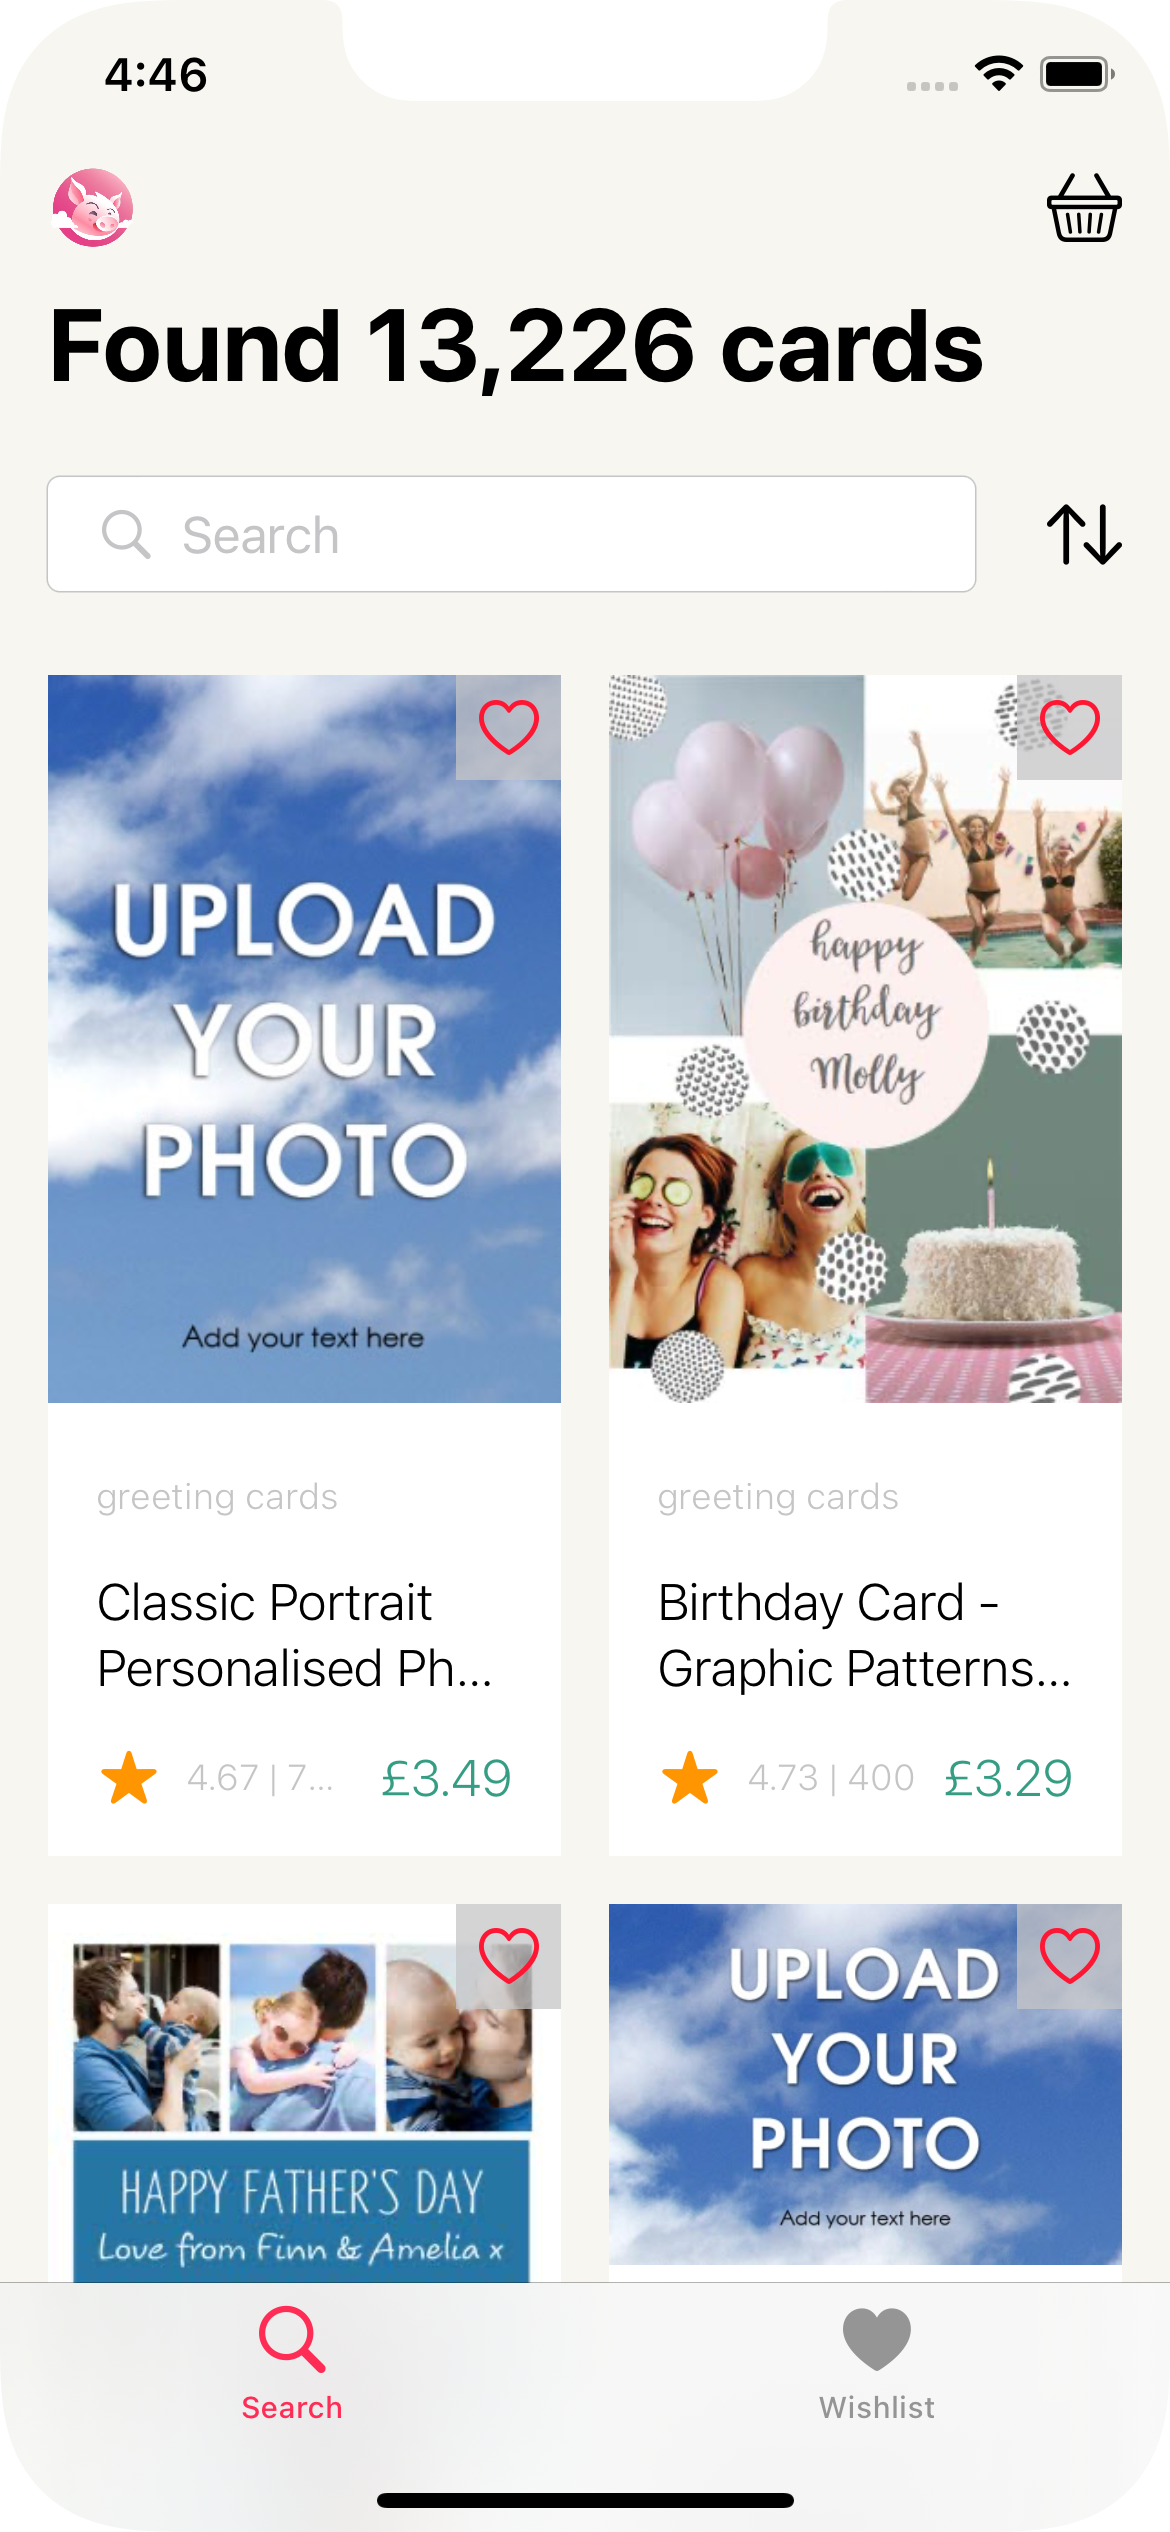 4:46
Found 13,226 cards
Search
UPLOAD
YOUR
PHOTO
Add your text here
greeting cards
Classic Portrait
Personalised Ph...
4.67 | 7... £3.49
happy
birthday
Molly
greeting cards
Birthday Card -
Graphic Patterns...
4.73 | 400 £3.29
HAPPY FATHER'S DAY
Love from Finn & Amelia x
UPLOAD
YOUR
PHOTO
Add your text here
Search
Wishlist